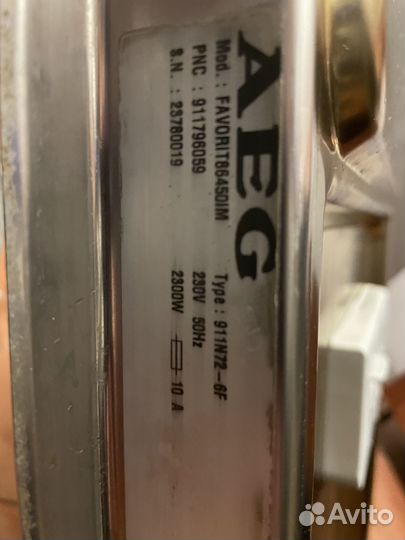 AEG
Mod.: FAVORIT86450IM Type : 911N72-6F
PNC : 911796059 230V 50Hz
S.N. : 23780019 2300W 10 A
Avito